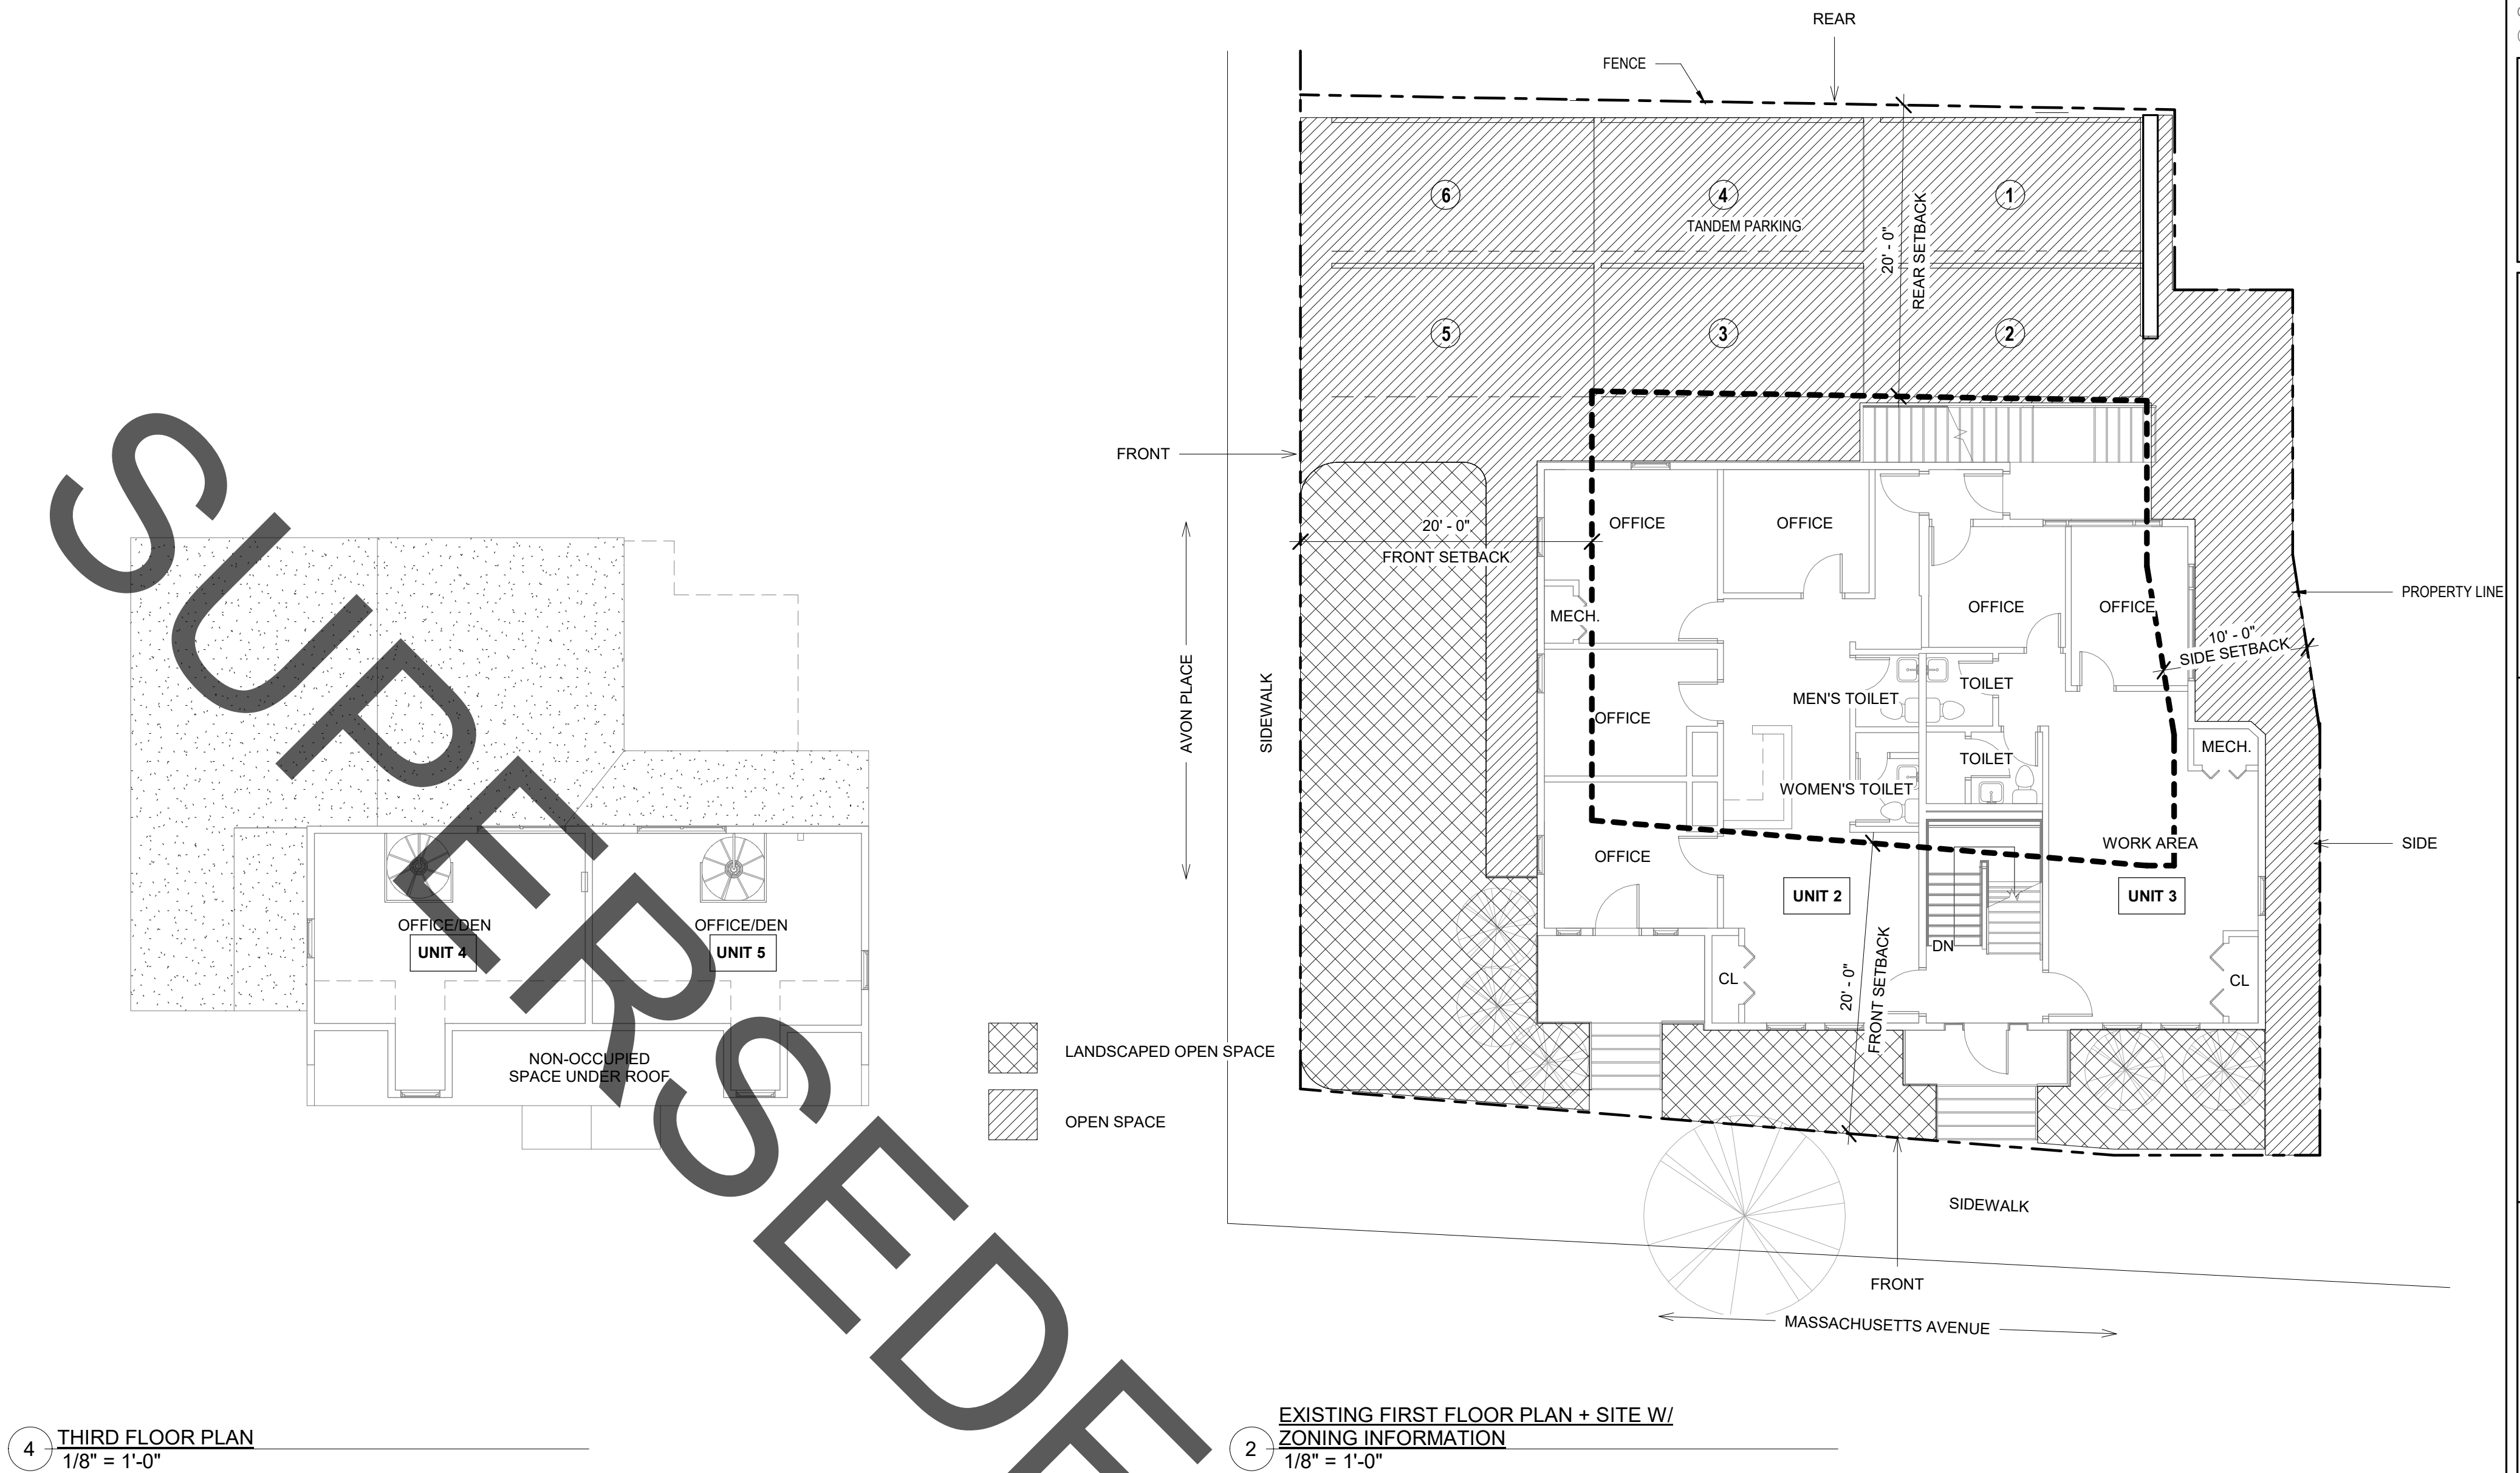 REAR
FENCE
6
4
1
TANDEM PARKING
20' - 0"
REAR SETBACK
5
3
2
FRONT
20' - 0"
FRONT SETBACK
OFFICE
OFFICE
MECH.
OFFICE
OFFICE
PROPERTY LINE
10' - 0"
SIDE SETBACK
AVON PLACE
SIDEWALK
OFFICE
MEN'S TOILET
TOILET
TOILET
MECH.
WOMEN'S TOILET
OFFICE
WORK AREA
SIDE
UNIT 2
UNIT 3
DN
CL
CL
20' - 0"
FRONT SETBACK
SIDEWALK
FRONT
MASSACHUSETTS AVENUE
OFFICE/DEN
UNIT 4
OFFICE/DEN
UNIT 5
NON-OCCUPIED
SPACE UNDER ROOF
LANDSCAPED OPEN SPACE
OPEN SPACE
4
THIRD FLOOR PLAN
1/8" = 1'-0"
2
EXISTING FIRST FLOOR PLAN + SITE W/
ZONING INFORMATION
1/8" = 1'-0"
SUPERSEDE